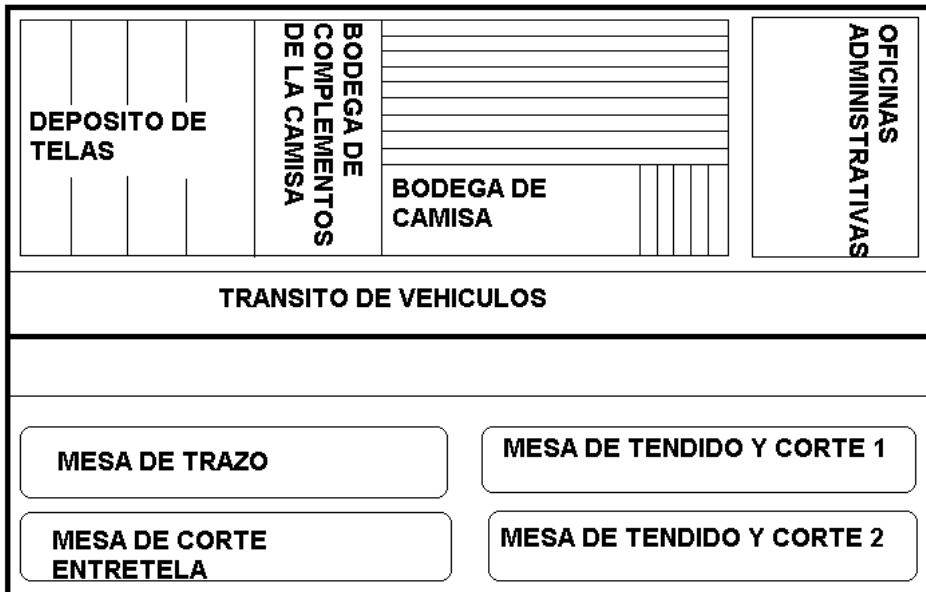 DEPOSITO DE
TELAS
BODEGA DE
COMPLEMENTOS
DE LA CAMISA
BODEGA DE
CAMISA
OFICINAS
ADMINISTRATIVAS
TRANSITO DE VEHICULOS
MESA DE TRAZO
MESA DE TENDIDO Y CORTE 1
MESA DE CORTE
ENTRETELA
MESA DE TENDIDO Y CORTE 2